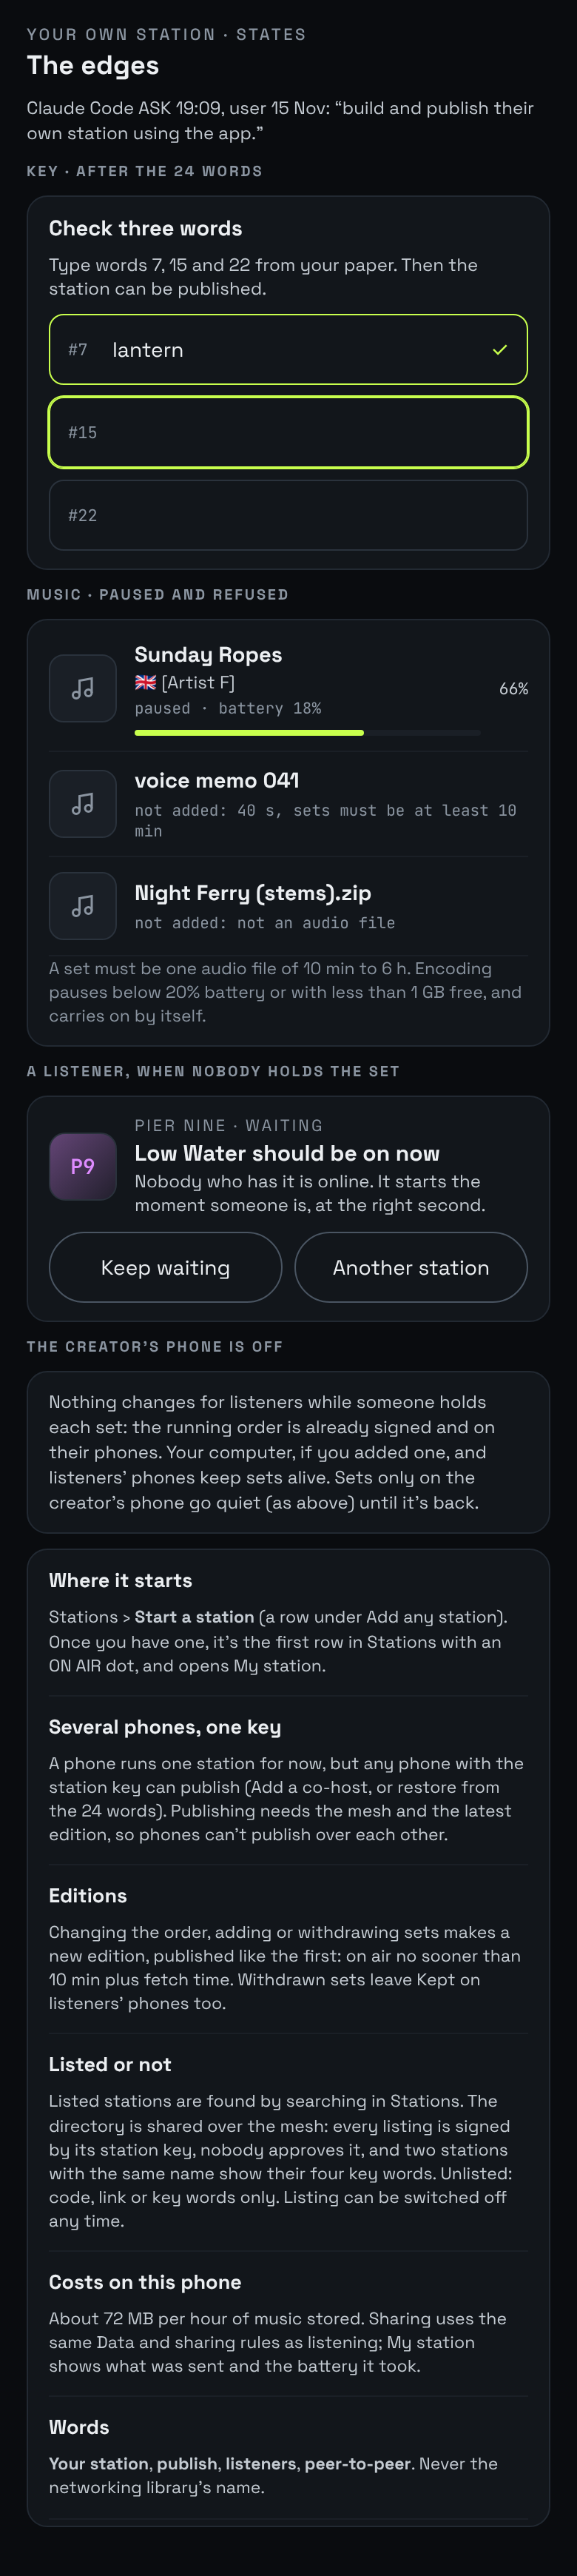 YOUR OWN STATION · STATES
The edges
Claude Code ASK 19:09, user 15 Nov: “build and publish their
own station using the app.”
KEY · AFTER THE 24 WORDS
Check three words
Type words 7, 15 and 22 from your paper. Then the
station can be published.
#7 lantern
#15
#22
MUSIC · PAUSED AND REFUSED
Sunday Ropes
🇬🇧 [Artist F]
66%
paused · battery 18%
voice memo 041
not added: 40 s, sets must be at least 10
min
Night Ferry (stems).zip
not added: not an audio file
A set must be one audio file of 10 min to 6 h. Encoding
pauses below 20% battery or with less than 1 GB free, and
carries on by itself.
A LISTENER, WHEN NOBODY HOLDS THE SET
P9
PIER NINE · WAITING
Low Water should be on now
Nobody who has it is online. It starts the
moment someone is, at the right second.
Keep waiting
Another station
THE CREATOR’S PHONE IS OFF
Nothing changes for listeners while someone holds
each set: the running order is already signed and on
their phones. Your computer, if you added one, and
listeners’ phones keep sets alive. Sets only on the
creator’s phone go quiet (as above) until it’s back.
Where it starts
Stations › Start a station (a row under Add any station).
Once you have one, it’s the first row in Stations with an
ON AIR dot, and opens My station.
Several phones, one key
A phone runs one station for now, but any phone with the
station key can publish (Add a co-host, or restore from
the 24 words). Publishing needs the mesh and the latest
edition, so phones can’t publish over each other.
Editions
Changing the order, adding or withdrawing sets makes a
new edition, published like the first: on air no sooner than
10 min plus fetch time. Withdrawn sets leave Kept on
listeners’ phones too.
Listed or not
Listed stations are found by searching in Stations. The
directory is shared over the mesh: every listing is signed
by its station key, nobody approves it, and two stations
with the same name show their four key words. Unlisted:
code, link or key words only. Listing can be switched off
any time.
Costs on this phone
About 72 MB per hour of music stored. Sharing uses the
same Data and sharing rules as listening; My station
shows what was sent and the battery it took.
Words
Your station, publish, listeners, peer-to-peer. Never the
networking library’s name.